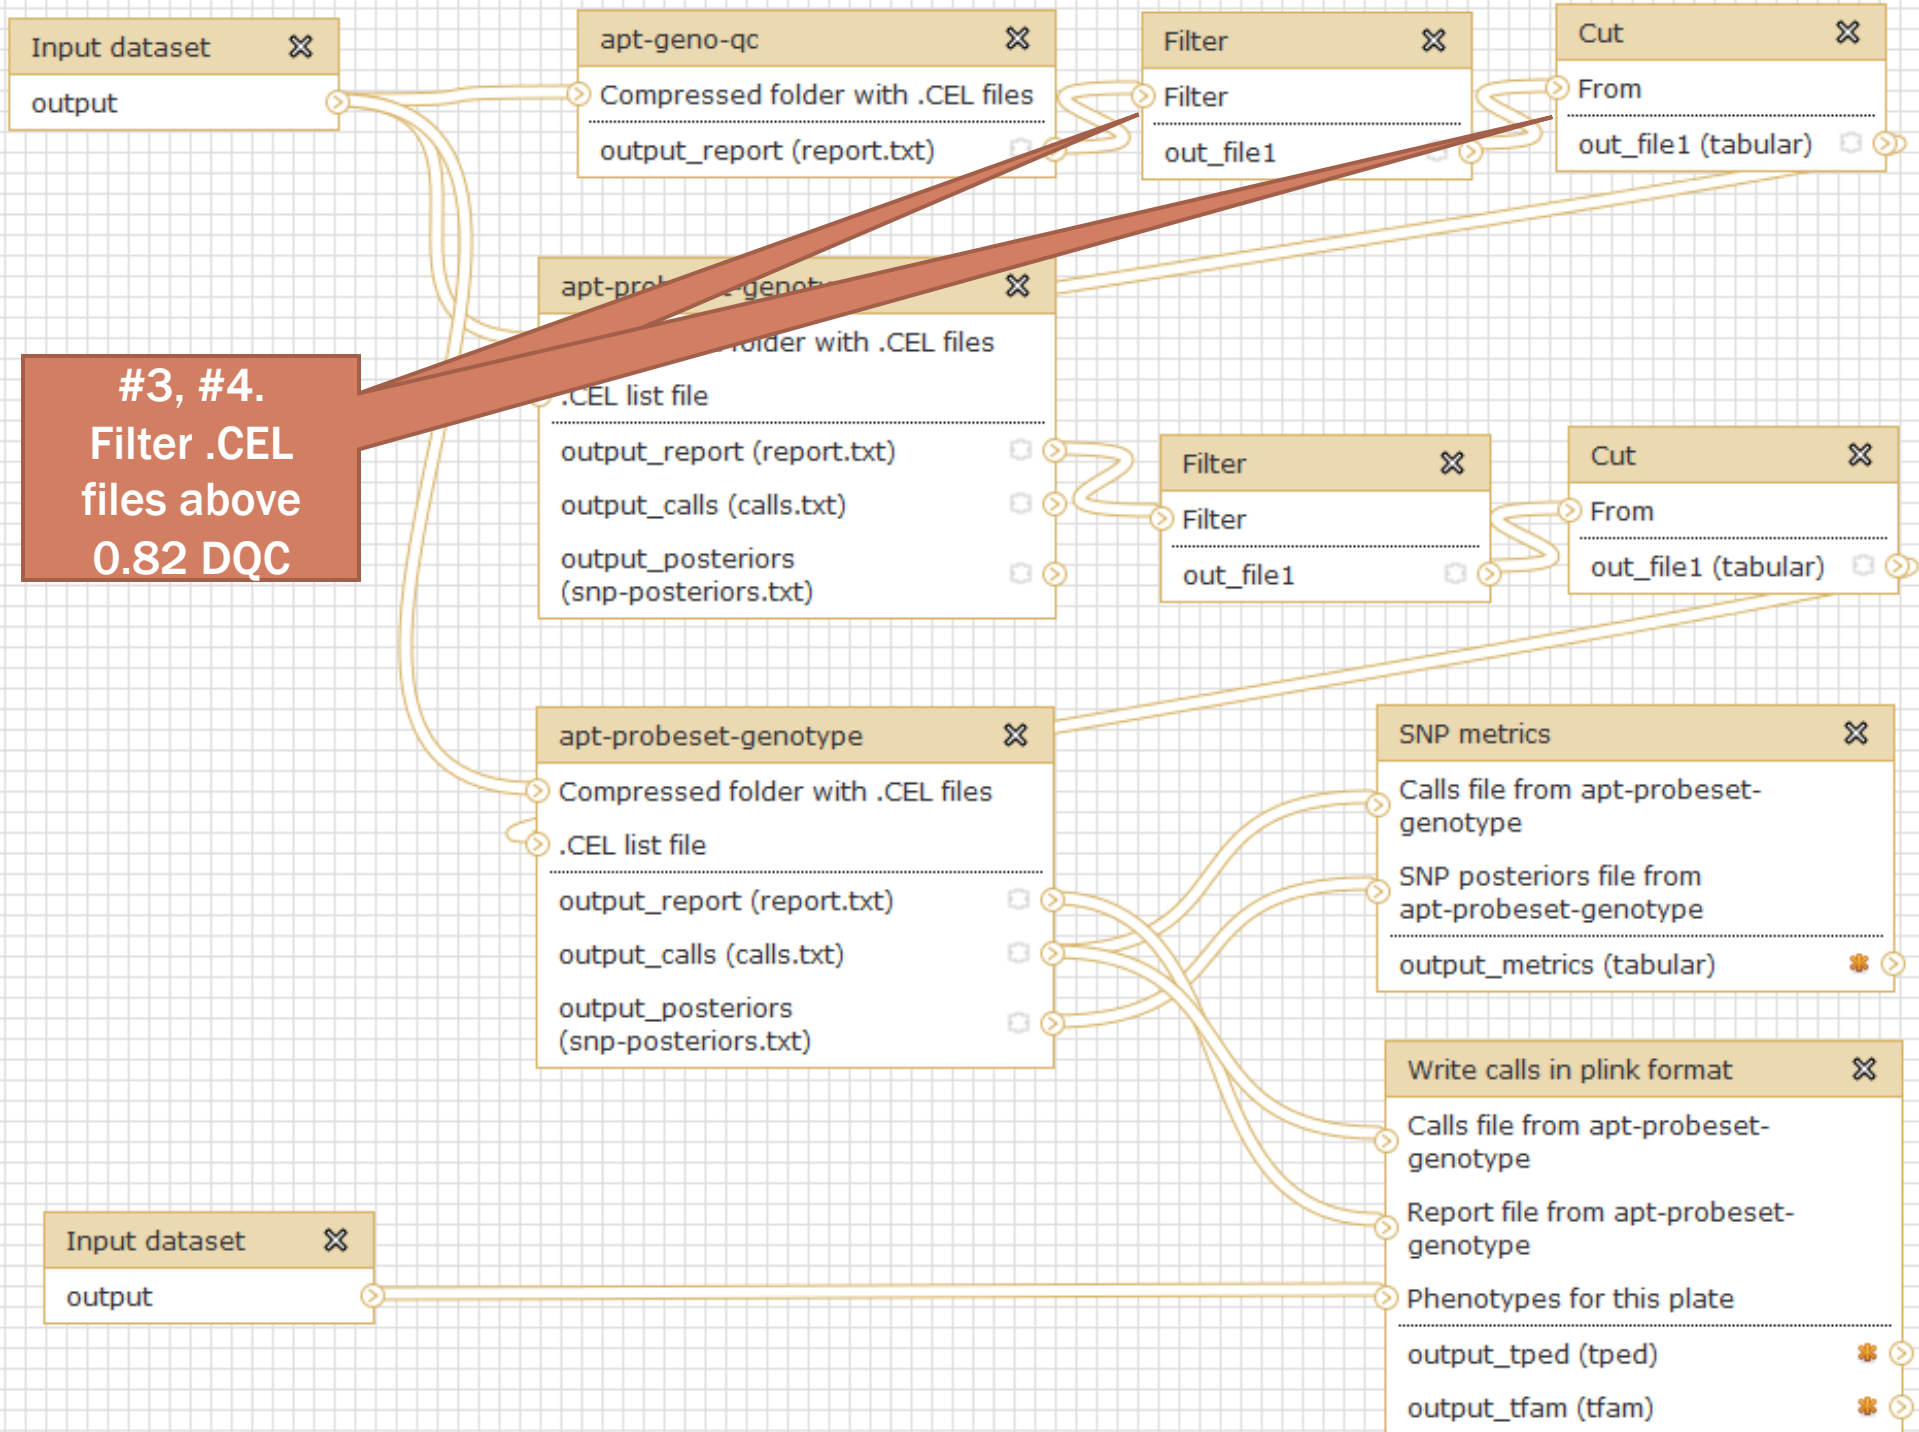 Input dataset
output
apt-geno-qc
Compressed folder with .CEL files
output_report (report.txt)
Filter
Filter
out_file1
Cut
From
out_file1 (tabular)
#3, #4.
Filter .CEL
files above
0.82 DQC
with .CEL files
.CEL list file
output_report (report.txt)
output_calls (calls.txt)
output_posteriors
(snp-posteriors.txt)
Filter
Filter
out_file1
Cut
From
out_file1 (tabular)
apt-probeset-genotype
Compressed folder with .CEL files
.CEL list file
output_report (report.txt)
output_calls (calls.txt)
output_posteriors
(snp-posteriors.txt)
SNP metrics
Calls file from apt-probeset-
genotype
SNP posteriors file from
apt-probeset-genotype
output_metrics (tabular)
Write calls in plink format
Calls file from apt-probeset-
genotype
Report file from apt-probeset-
genotype
Phenotypes for this plate
output_tped (tped)
output_tfam (tfam)
Input dataset
output